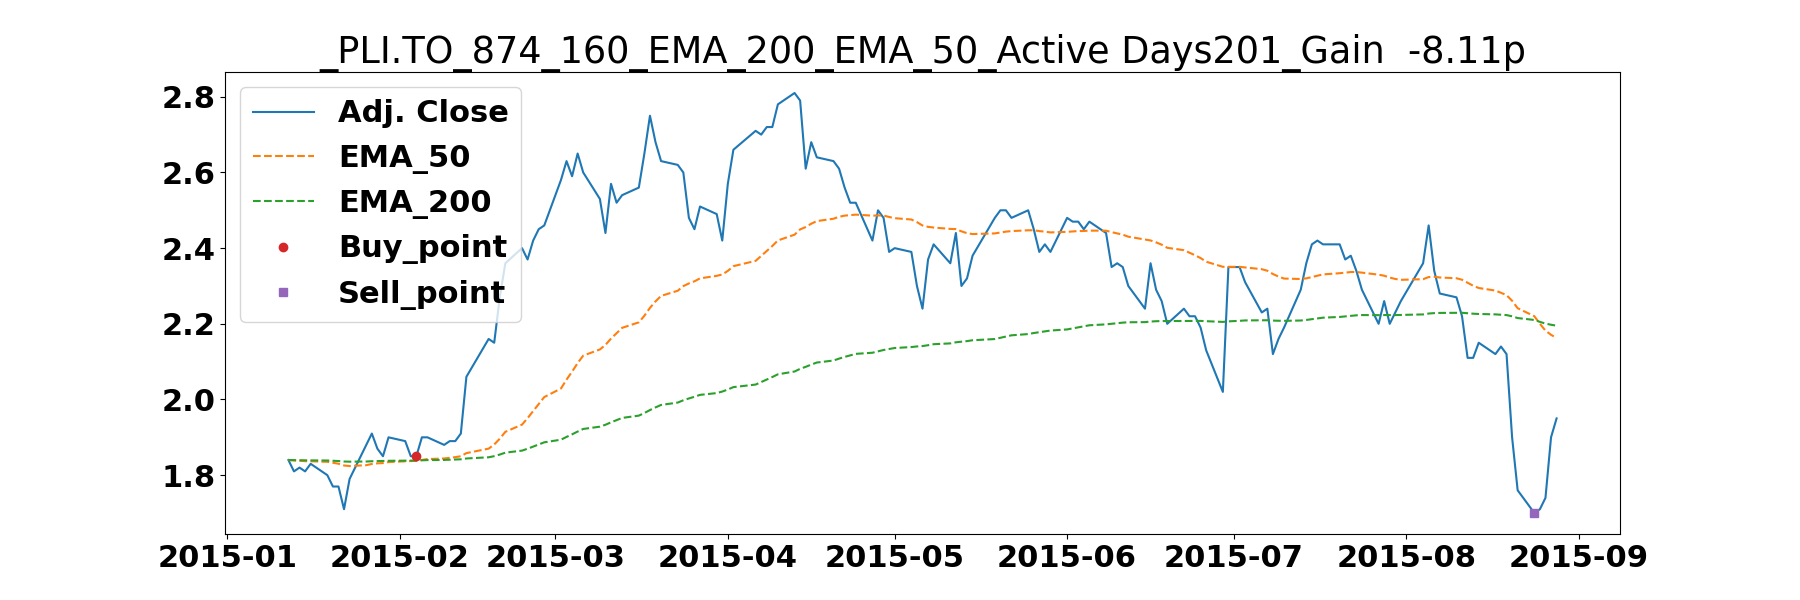 _PLI.TO_874_160_EMA_200_EMA_50_Active Days201_Gain  -8.11p
Adj. Close
EMA_50
EMA_200
Buy_point
Sell_point
2.8
2.6
2.4
2.2
2.0
1.8
2015-01 2015-02 2015-03 2015-04 2015-05 2015-06 2015-07 2015-08 2015-09